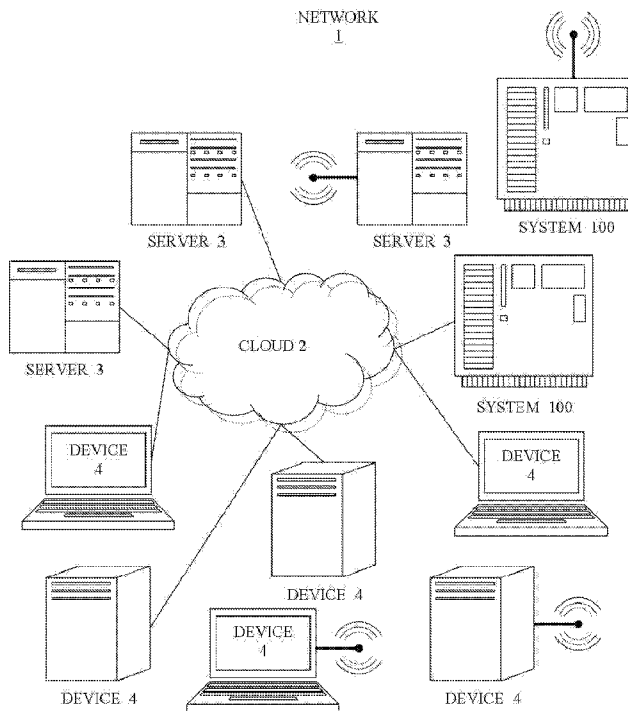 NETWORK
1
SYSTEM 100
SERVER 3
SERVER 3
SERVER 3
CLOUD 2
SYSTEM 100
DEVICE
4
DEVICE
4
DEVICE 4
DEVICE 4
DEVICE
4
DEVICE 4